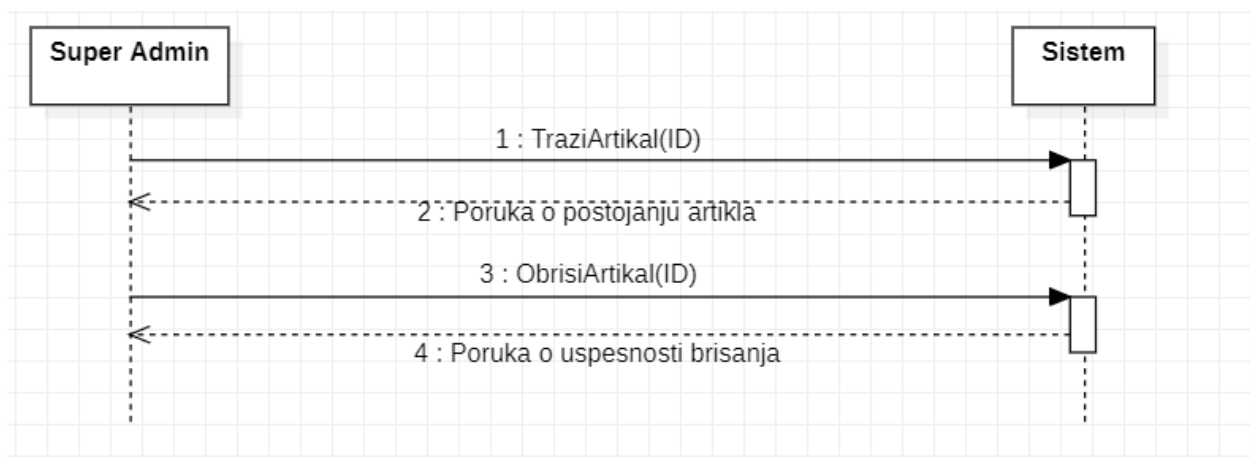 Super Admin
Sistem
1 : TraziArtikal(ID)
2 : Poruka o postojanju artikla
3 : ObrisiArtikal(ID)
4 : Poruka o uspesnosti brisanja